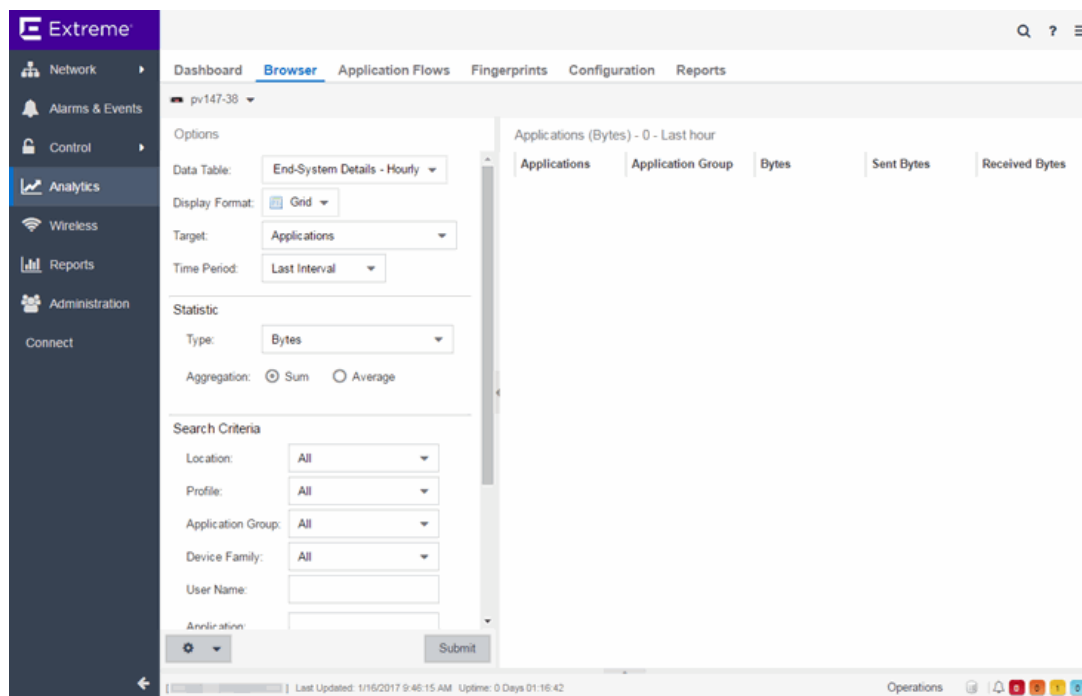 Extreme
?
Network
Alarms & Events
Control
Analytics
Wireless
Reports
Administration
Connect
Dashboard Browser Application Flows Fingerprints Configuration Reports
pv147-38
Options
Data Table: End-System Details - Hourly
Display Format: Grid
Target: Applications
Time Period: Last Interval
Statistic
Type: Bytes
Aggregation: Sum Average
Search Criteria
Location: All
Profile: All
Application Group: All
Device Family: All
User Name:
Application:
Submit
Applications (Bytes) - 0 - Last hour
Applications Application Group Bytes Sent Bytes Received Bytes
Last Updated: 1/16/2017 9:46:15 AM Uptime: 0 Days 01:16:42
Operations 0 0 1 0